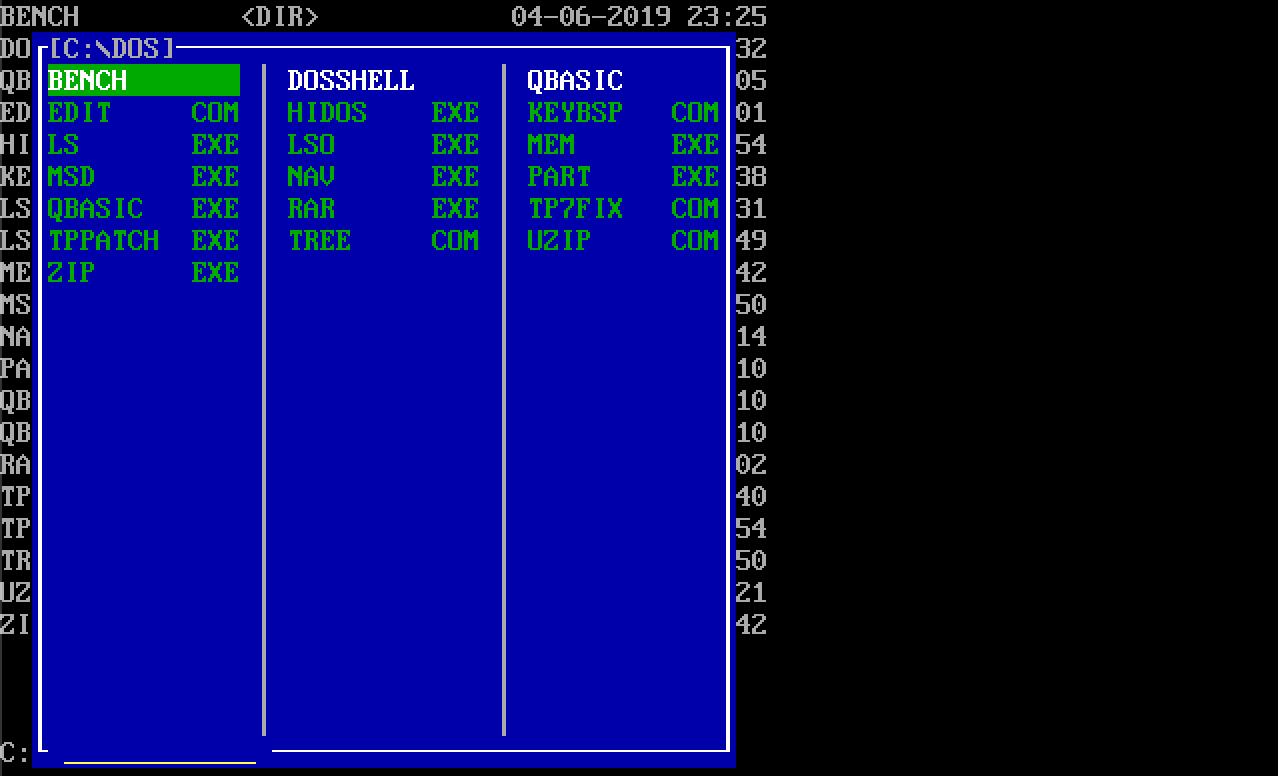 BENCH <DIR> 04-06-2019 23:25
DO [C:\DOS] 32
QB BENCH DOSSHELL QBASIC 05
ED EDIT COM HIDOS EXE KEYBSP COM 01
HI LS EXE LSO EXE MEM EXE 54
KE MSD EXE NAV EXE PART EXE 38
LS QBASIC EXE RAR EXE TP7FIX COM 31
LS TPPATCH EXE TREE COM UZIP COM 49
ME ZIP EXE 42
MS 50
NA 14
PA 10
QB 10
QB 10
RA 02
TP 40
TP 54
TR 50
UZ 21
ZI 42
C: